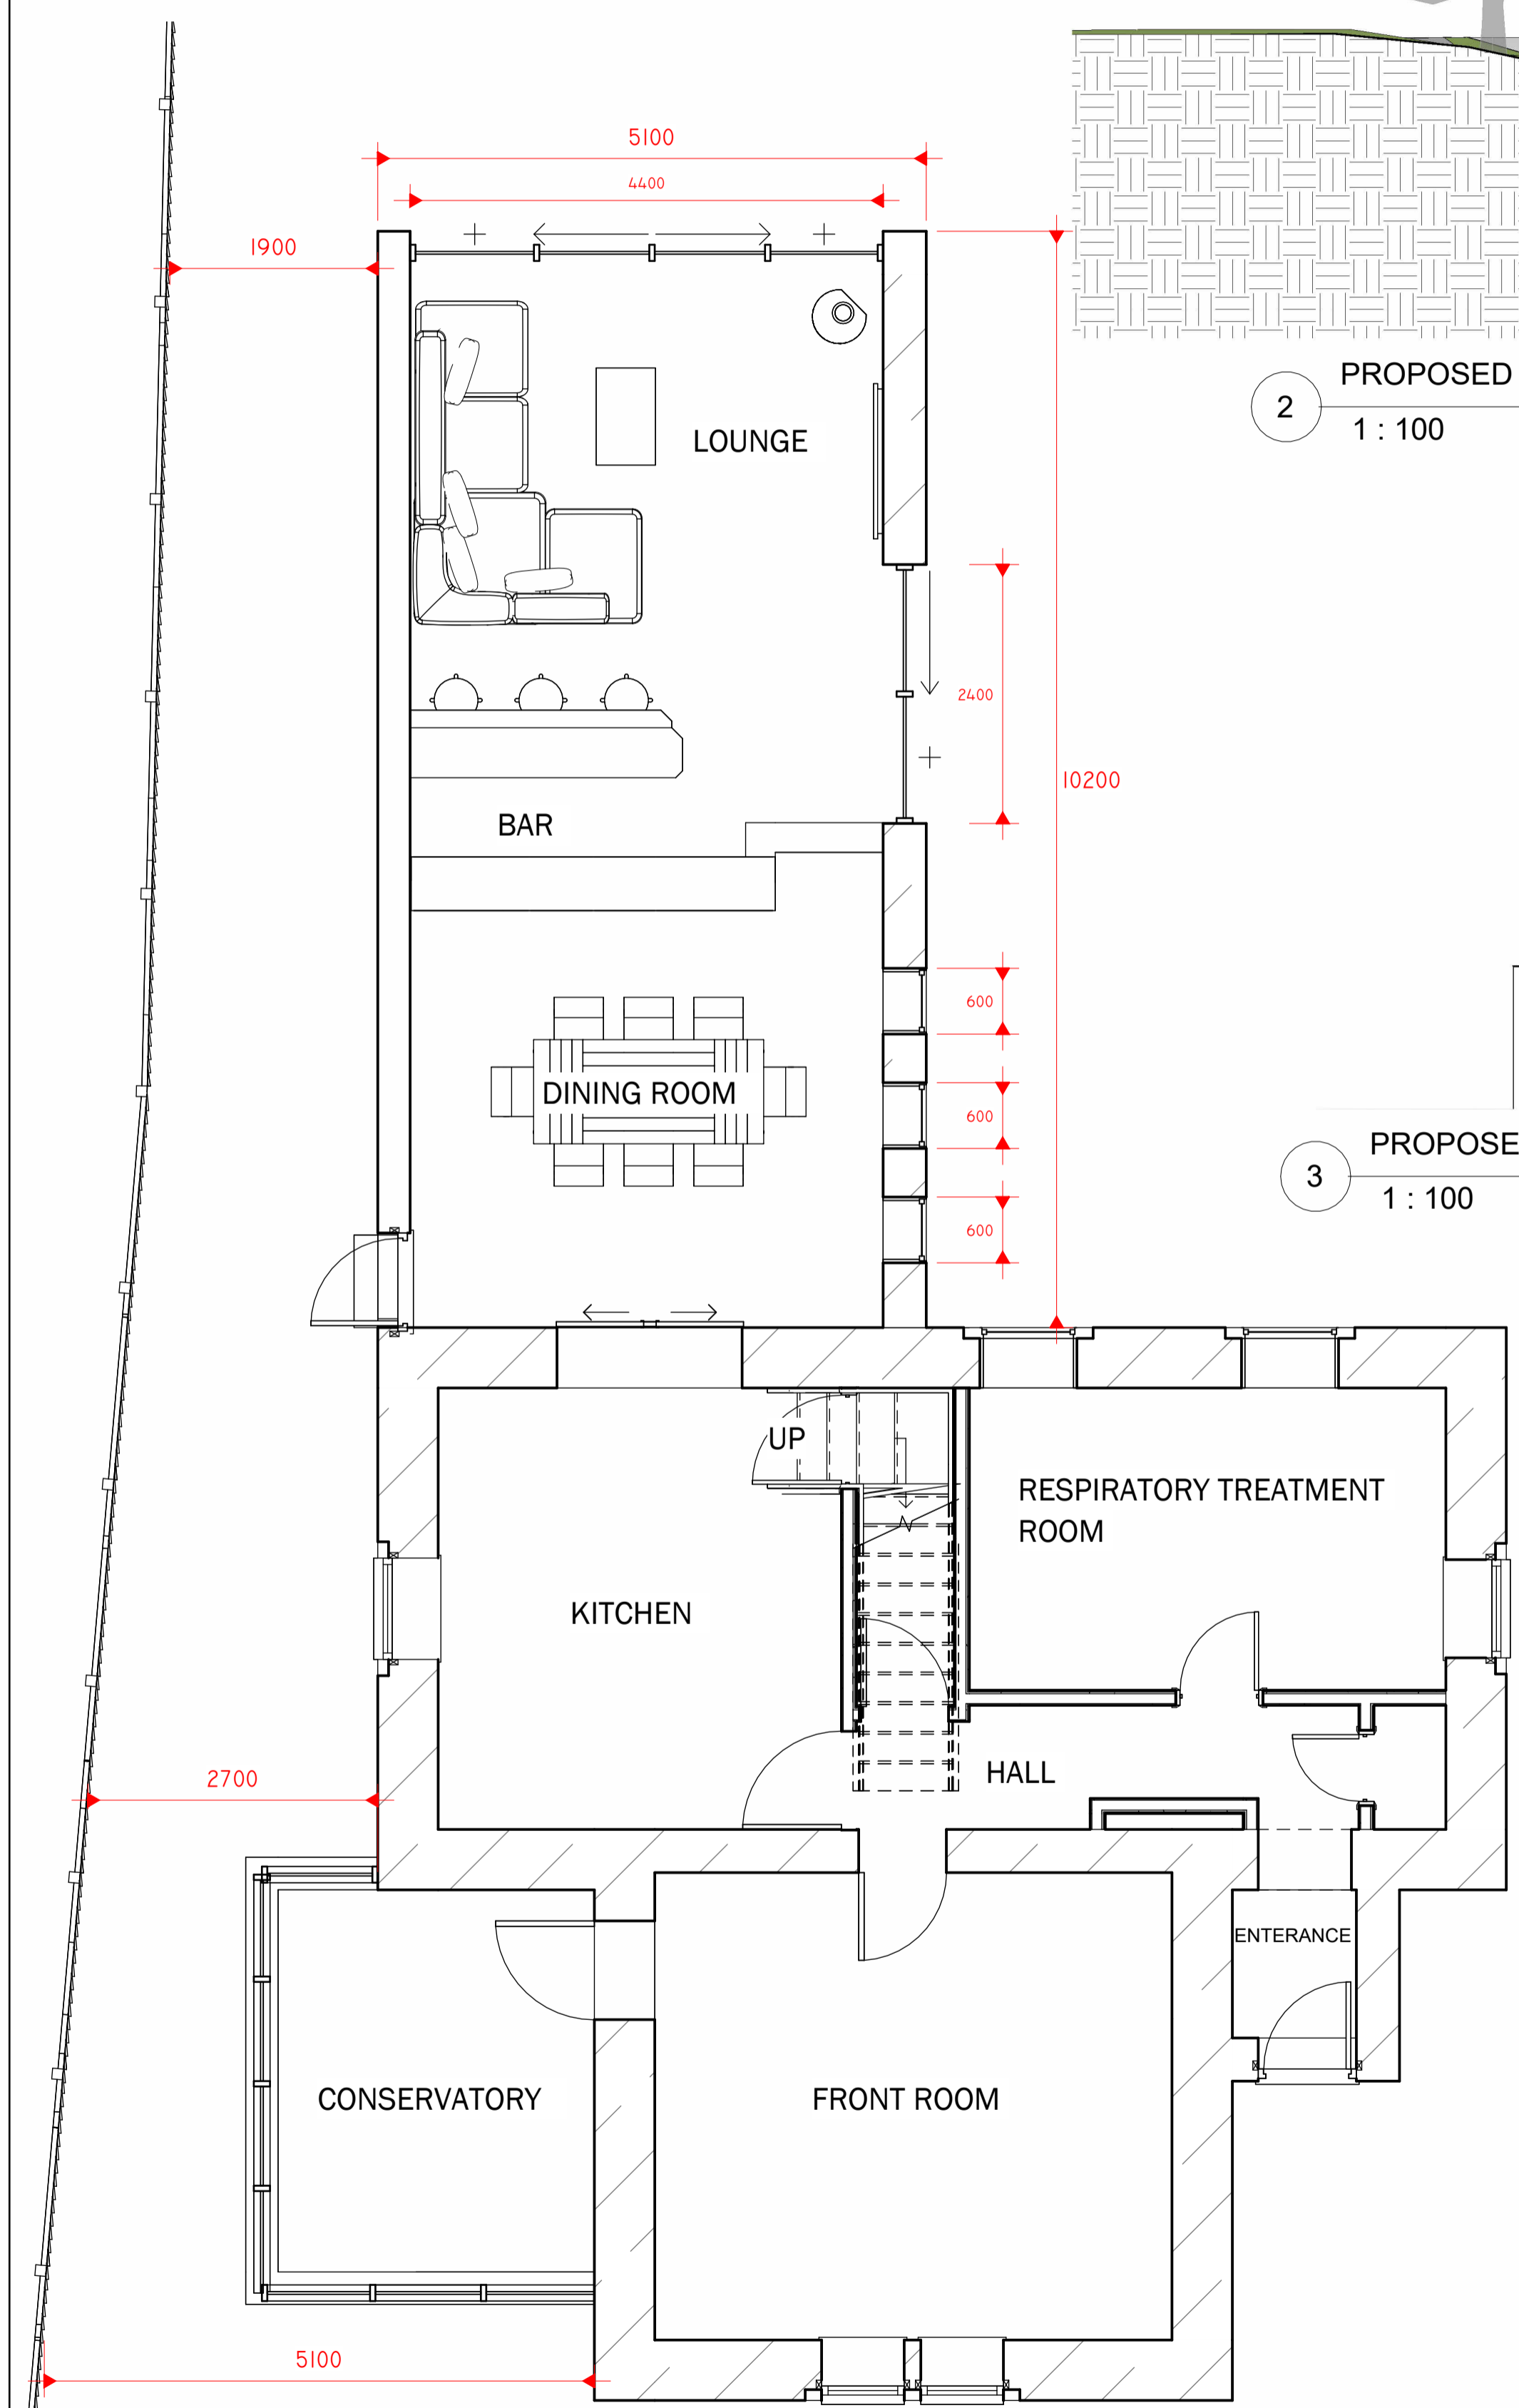 5100
4400
1900
PROPOSED
2
1 : 100
LOUNGE
2400
10200
BAR
600
DINING ROOM
600
PROPOSE
3
1 : 100
600
UP
RESPIRATORY TREATMENT
ROOM
KITCHEN
HALL
2700
ENTERANCE
CONSERVATORY
FRONT ROOM
5100